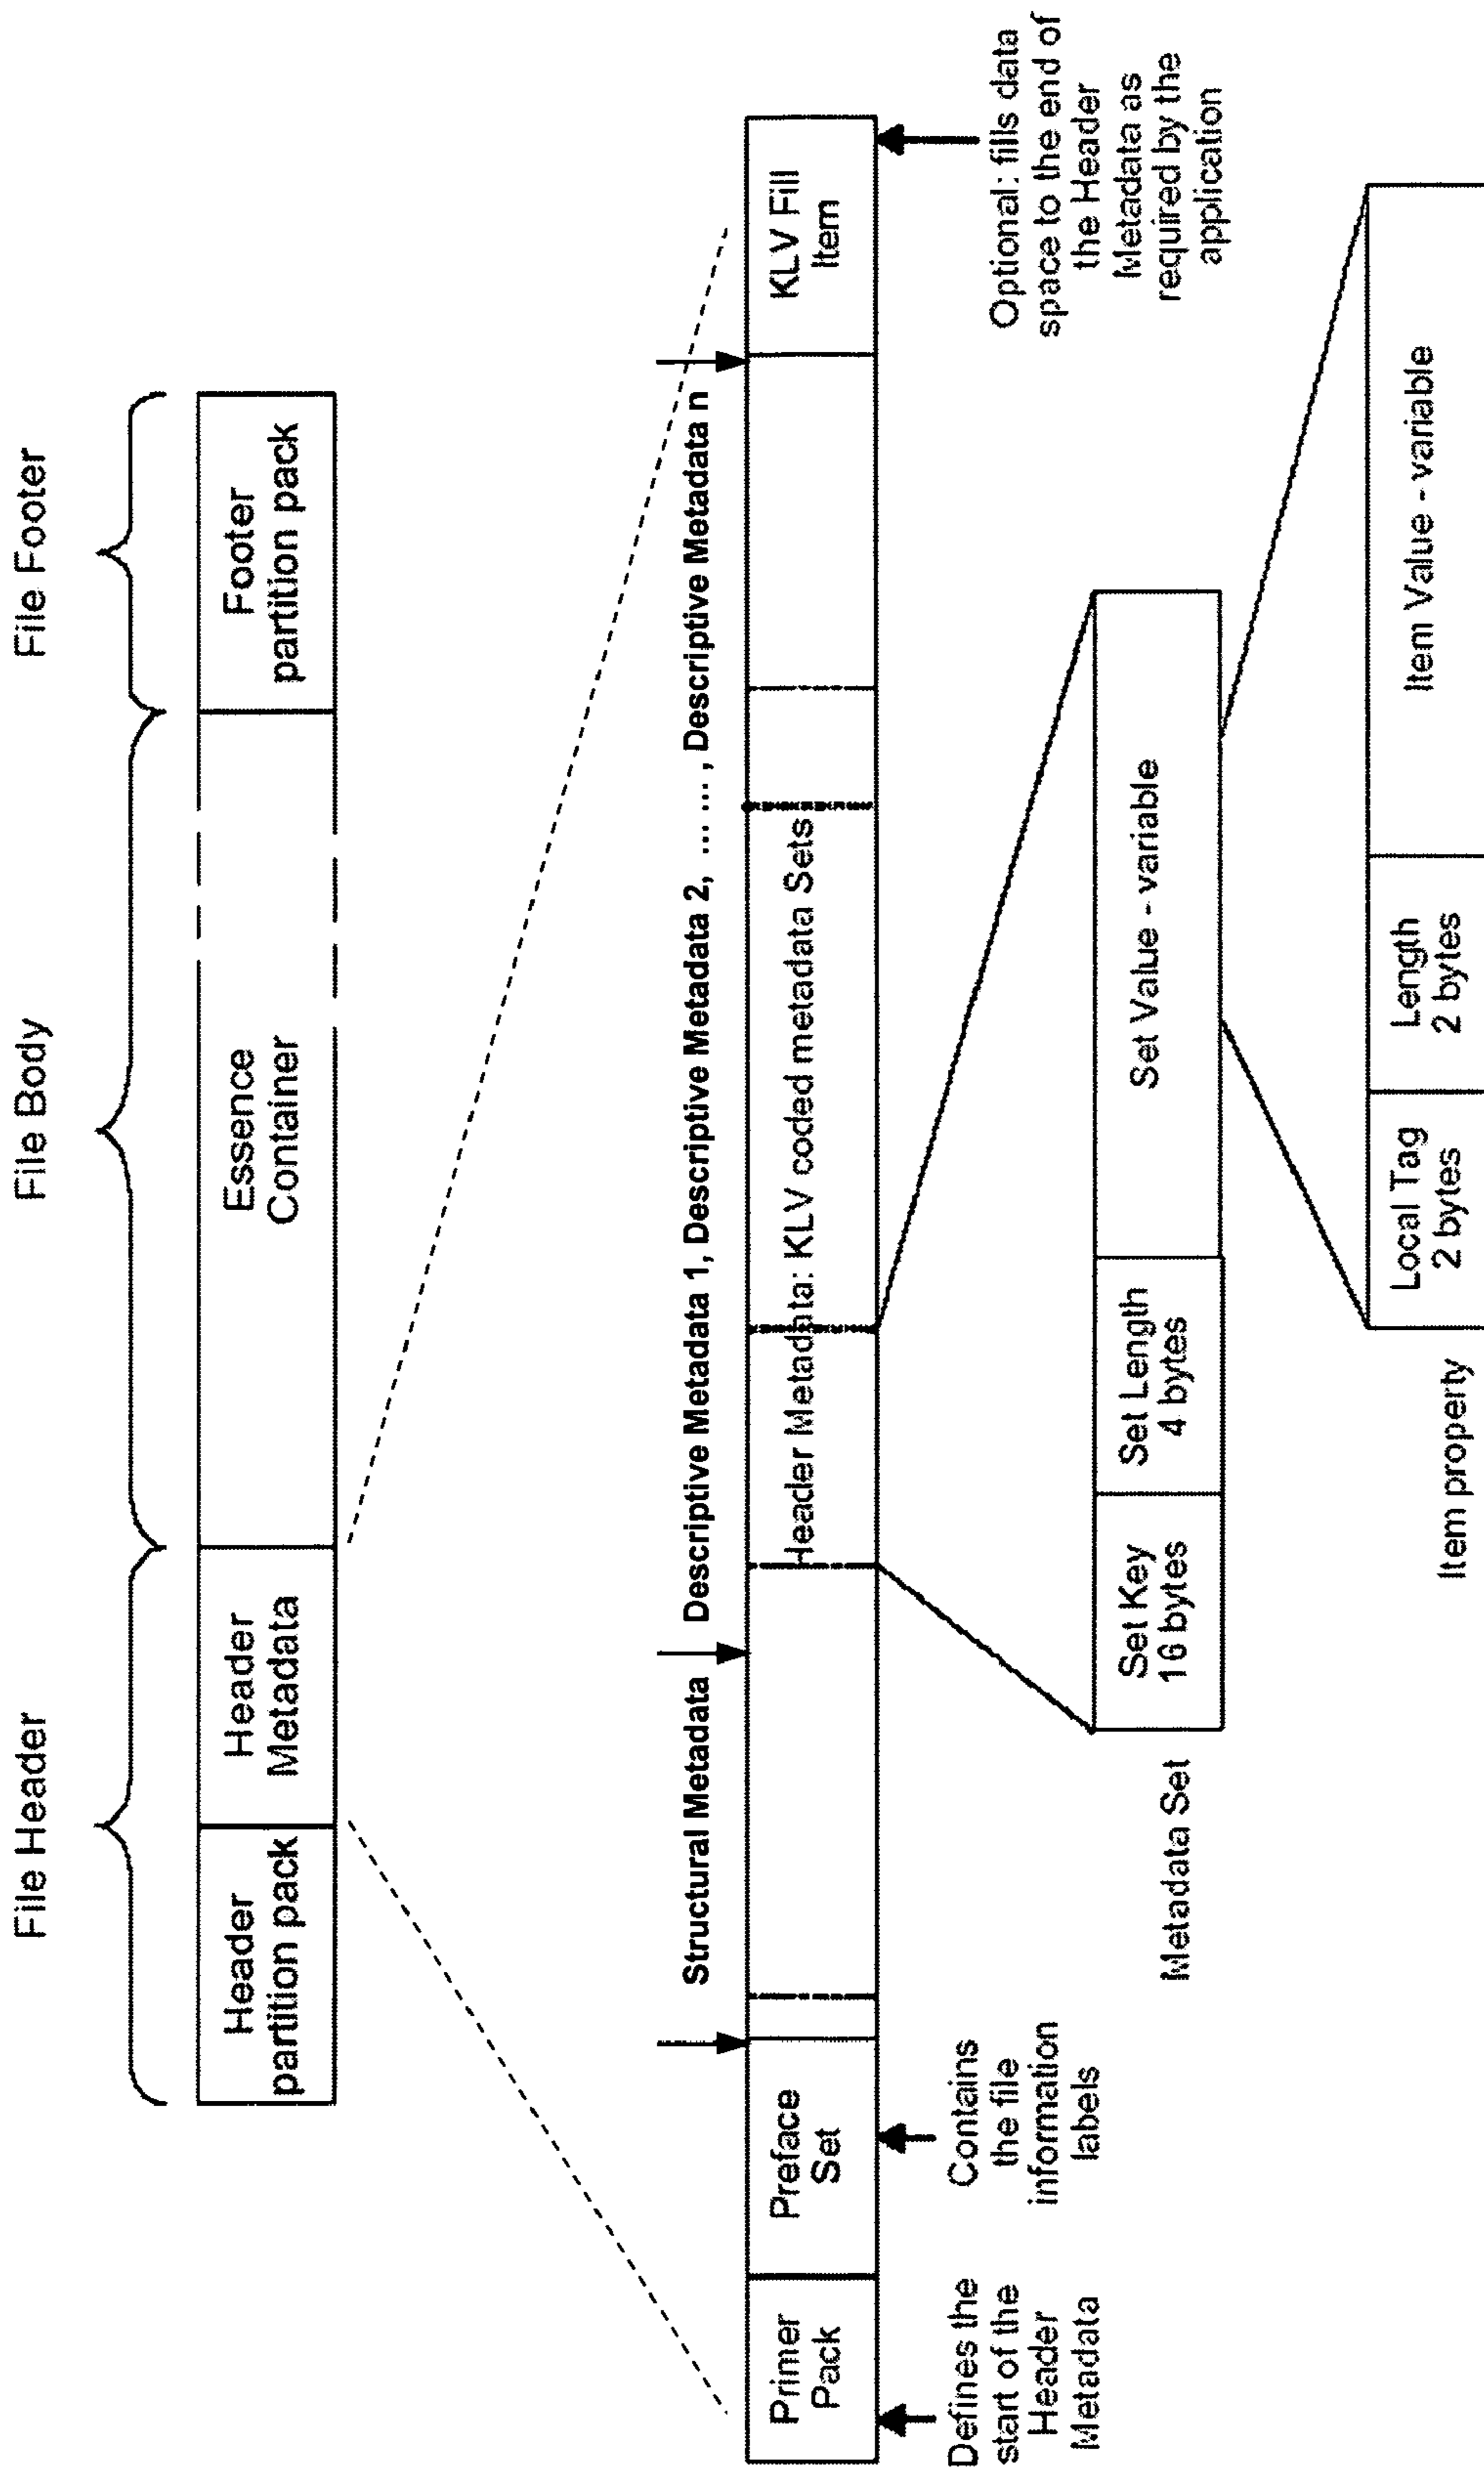 File Header
File Body
File Footer
Header
partition pack
Header
Metadata
Essence
Container
Footer
partition pack
Structural Metadata
Descriptive Metadata 1, Descriptive Metadata 2, ... ... , Descriptive Metadata n
Primer
Pack
Preface
Set
Header Metadata: KLV coded metadata Sets
KLV Fill
Item
Defines the
start of the
Header
Metadata
Contains
the file
information
labels
Optional: fills data
space to the end of
the Header
Metadata as
required by the
application
Metadata Set
Set Key
16 bytes
Set Length
4 bytes
Set Value - variable
Item property
Local Tag
2 bytes
Length
2 bytes
Item Value - variable